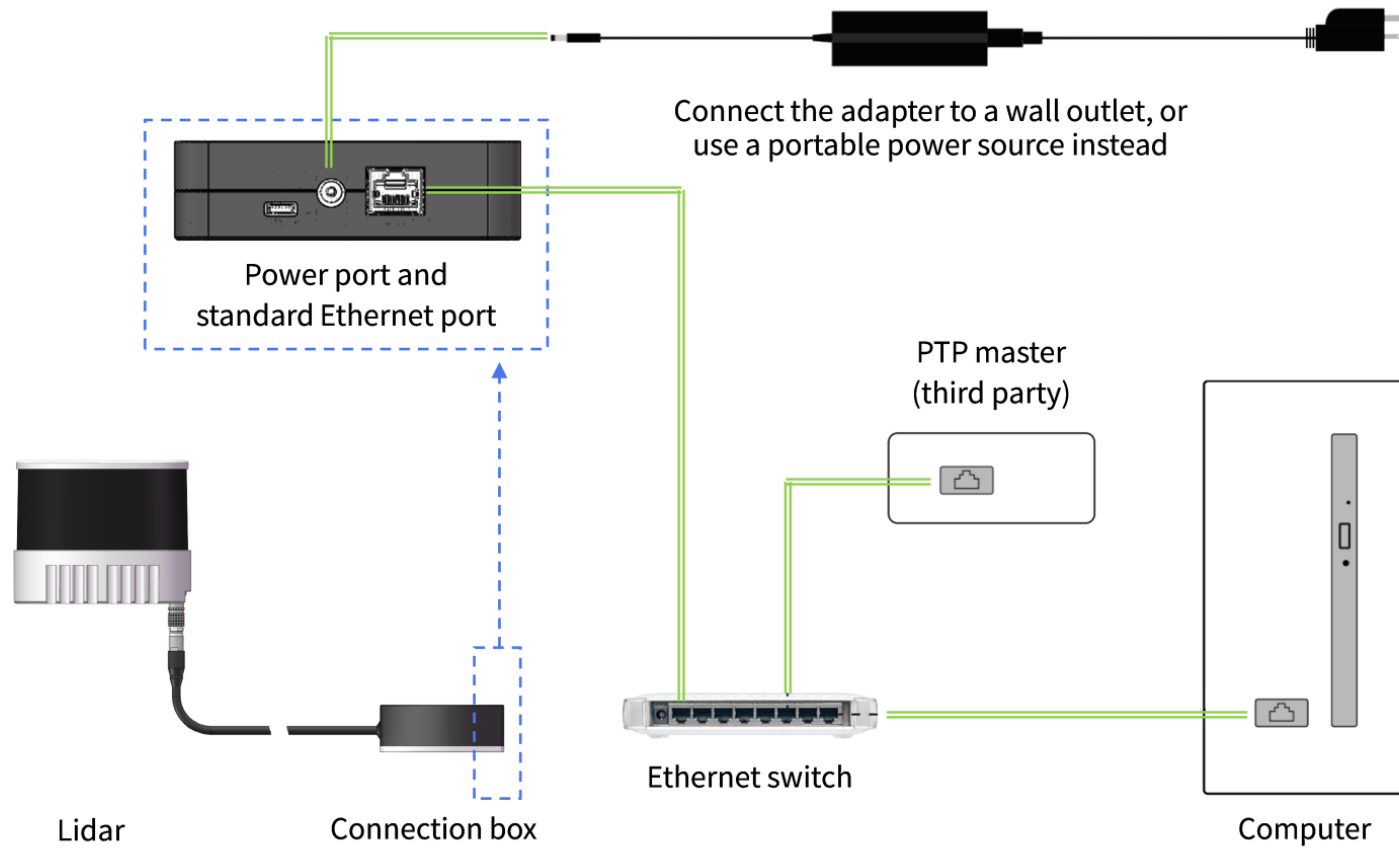 Connect the adapter to a wall outlet, or
use a portable power source instead
Power port and
standard Ethernet port
PTP master
(third party)
Ethernet switch
Lidar
Connection box
Computer